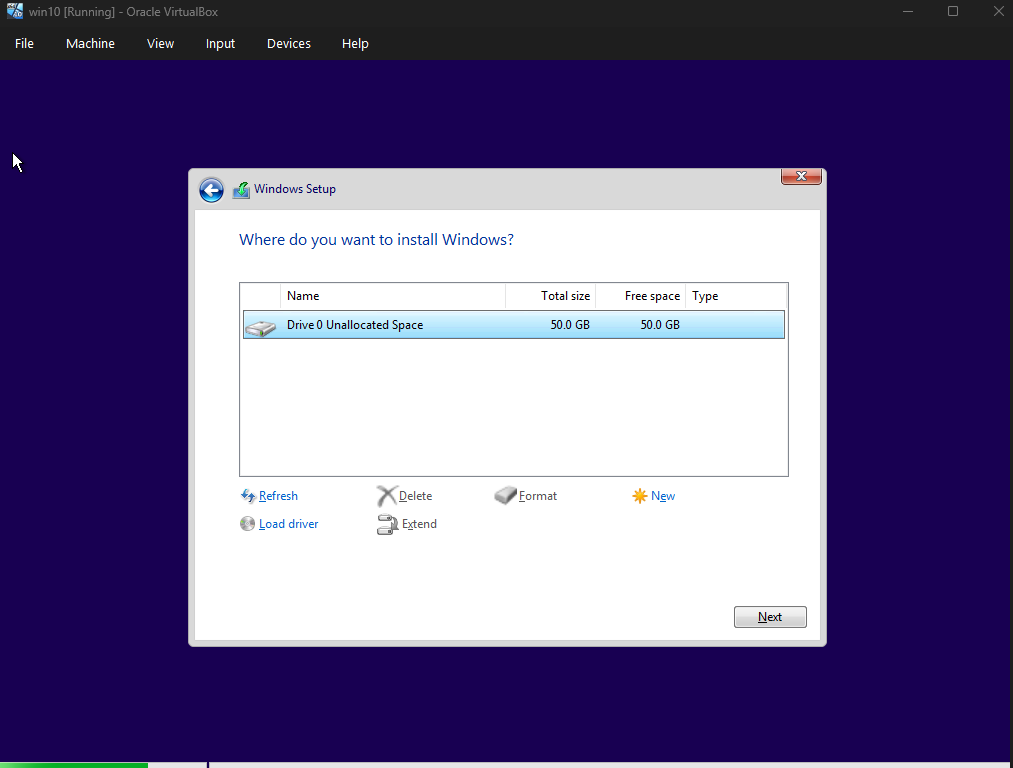 win10 [Running] - Oracle VirtualBox
File Machine View Input Devices Help
Windows Setup
Where do you want to install Windows?
Name Total size Free space Type
Drive 0 Unallocated Space 50.0 GB 50.0 GB
Refresh Delete Format New
Load driver Extend
Next